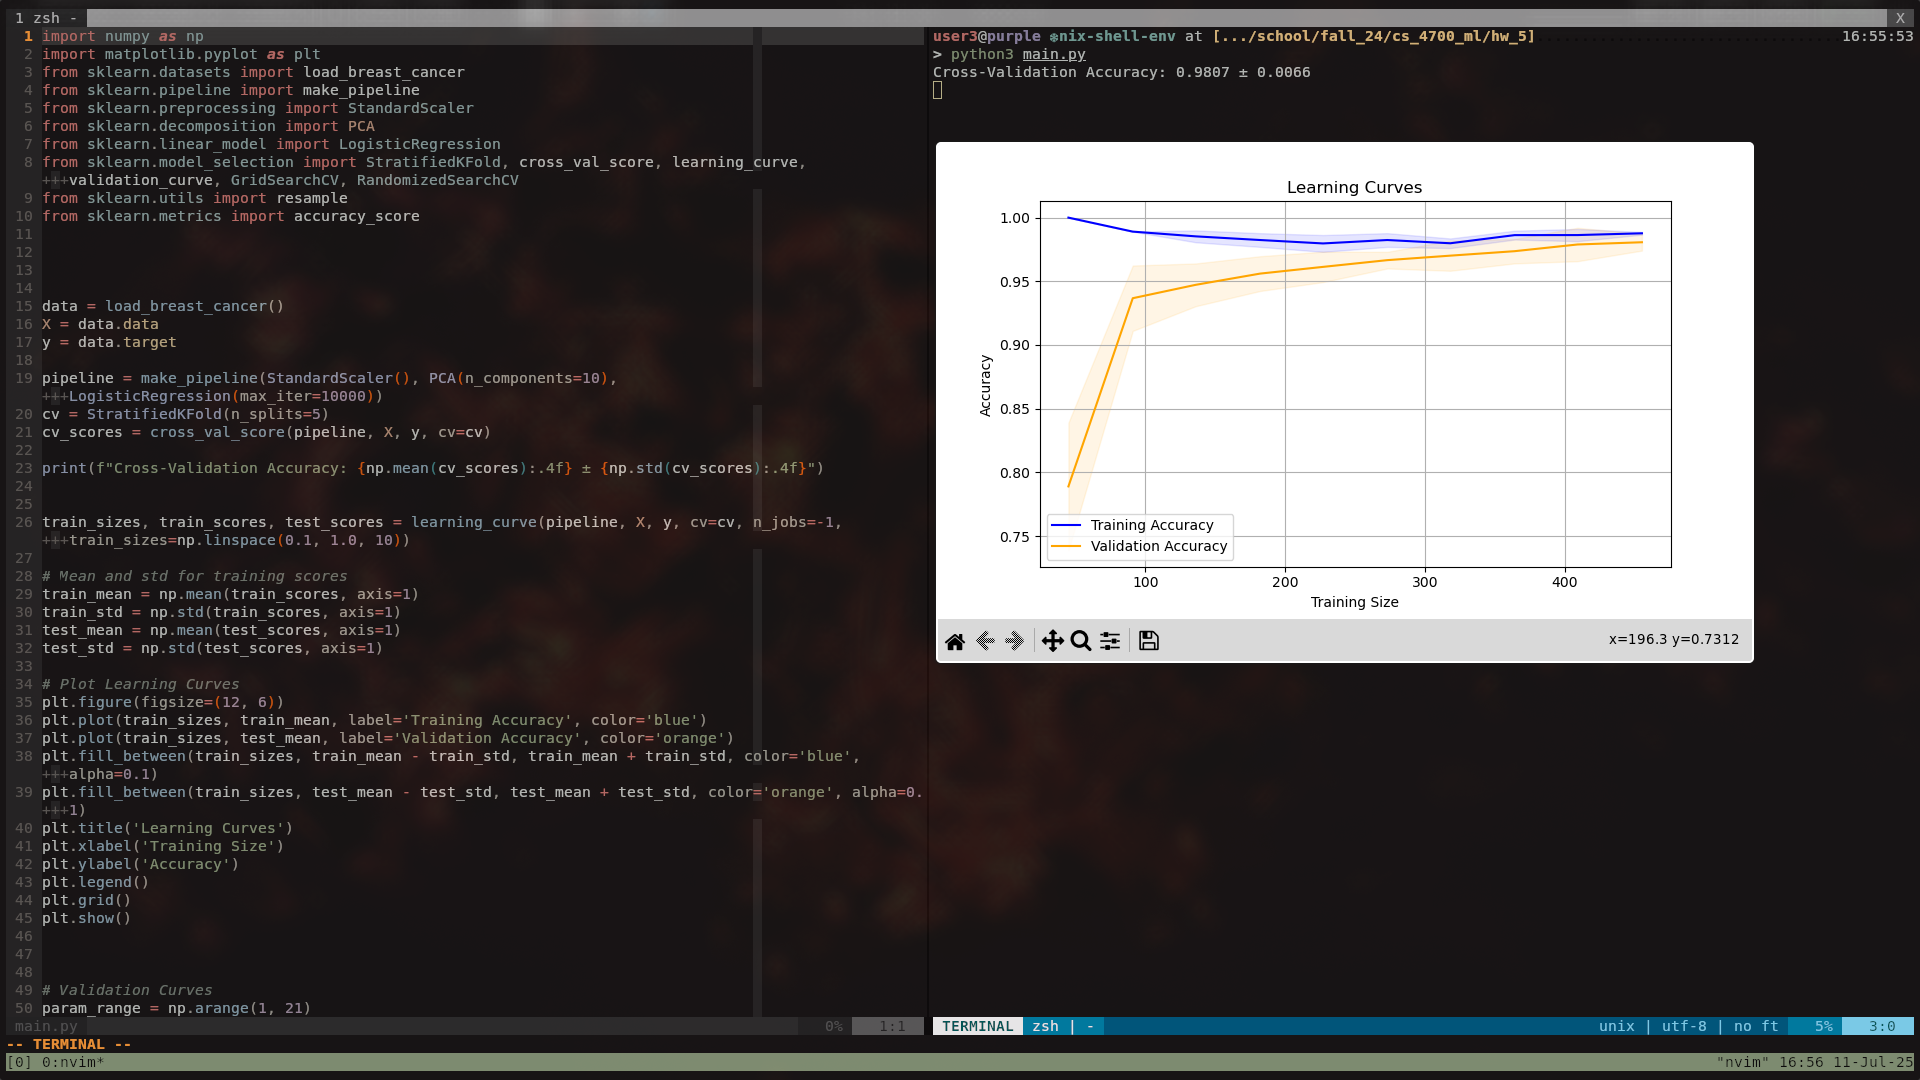 1 zsh - X
1 import numpy as np
2 import matplotlib.pyplot as plt
3 from sklearn.datasets import load_breast_cancer
4 from sklearn.pipeline import make_pipeline
5 from sklearn.preprocessing import StandardScaler
6 from sklearn.decomposition import PCA
7 from sklearn.linear_model import LogisticRegression
8 from sklearn.model_selection import StratifiedKFold, cross_val_score, learning_curve,
+++validation_curve, GridSearchCV, RandomizedSearchCV
9 from sklearn.utils import resample
10 from sklearn.metrics import accuracy_score
11
12
13
14
15 data = load_breast_cancer()
16 X = data.data
17 y = data.target
18
19 pipeline = make_pipeline(StandardScaler(), PCA(n_components=10),
+++LogisticRegression(max_iter=10000))
20 cv = StratifiedKFold(n_splits=5)
21 cv_scores = cross_val_score(pipeline, X, y, cv=cv)
22
23 print(f"Cross-Validation Accuracy: {np.mean(cv_scores):.4f} ± {np.std(cv_scores):.4f}")
24
25
26 train_sizes, train_scores, test_scores = learning_curve(pipeline, X, y, cv=cv, n_jobs=-1,
+++train_sizes=np.linspace(0.1, 1.0, 10))
27
28 # Mean and std for training scores
29 train_mean = np.mean(train_scores, axis=1)
30 train_std = np.std(train_scores, axis=1)
31 test_mean = np.mean(test_scores, axis=1)
32 test_std = np.std(test_scores, axis=1)
33
34 # Plot Learning Curves
35 plt.figure(figsize=(12, 6))
36 plt.plot(train_sizes, train_mean, label='Training Accuracy', color='blue')
37 plt.plot(train_sizes, test_mean, label='Validation Accuracy', color='orange')
38 plt.fill_between(train_sizes, train_mean - train_std, train_mean + train_std, color='blue',
+++alpha=0.1)
39 plt.fill_between(train_sizes, test_mean - test_std, test_mean + test_std, color='orange', alpha=0.
+++1)
40 plt.title('Learning Curves')
41 plt.xlabel('Training Size')
42 plt.ylabel('Accuracy')
43 plt.legend()
44 plt.grid()
45 plt.show()
46
47
48
49 # Validation Curves
50 param_range = np.arange(1, 21)
main.py 0% 1:1
user3@purple ❄nix-shell-env at [.../school/fall_24/cs_4700_ml/hw_5] 16:55:53
> python3 main.py
Cross-Validation Accuracy: 0.9807 ± 0.0066
Learning Curves
1.00
0.95
0.90
0.85
0.80
0.75
Accuracy
Training Accuracy
Validation Accuracy
100 200 300 400
Training Size
x=196.3 y=0.7312
TERMINAL zsh | - unix | utf-8 | no ft 5% 3:0
-- TERMINAL --
[0] 0:nvim* "nvim" 16:56 11-Jul-25